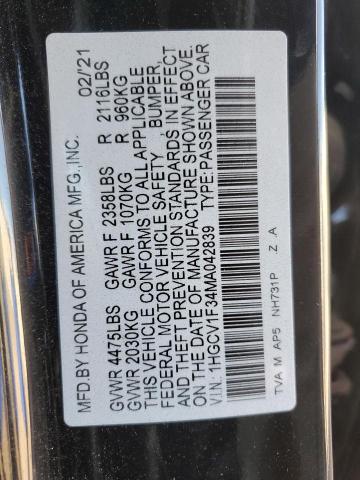 MFD.BY HONDA OF AMERICA MFG.,INC. 02/'21
GVWR 4475LBS GAWR F 2358LBS R 2116LBS
GVWR 2030KG GAWR F 1070KG R 960KG
THIS VEHICLE CONFORMS TO ALL APPLICABLE
FEDERAL MOTOR VEHICLE SAFETY, BUMPER,
AND THEFT PREVENTION STANDARDS IN EFFECT
ON THE DATE OF MANUFACTURE SHOWN ABOVE.
V.I.N.: 1HGCV1F34MA042839 TYPE:PASSENGER CAR
TVA M AP5 NH731P Z A